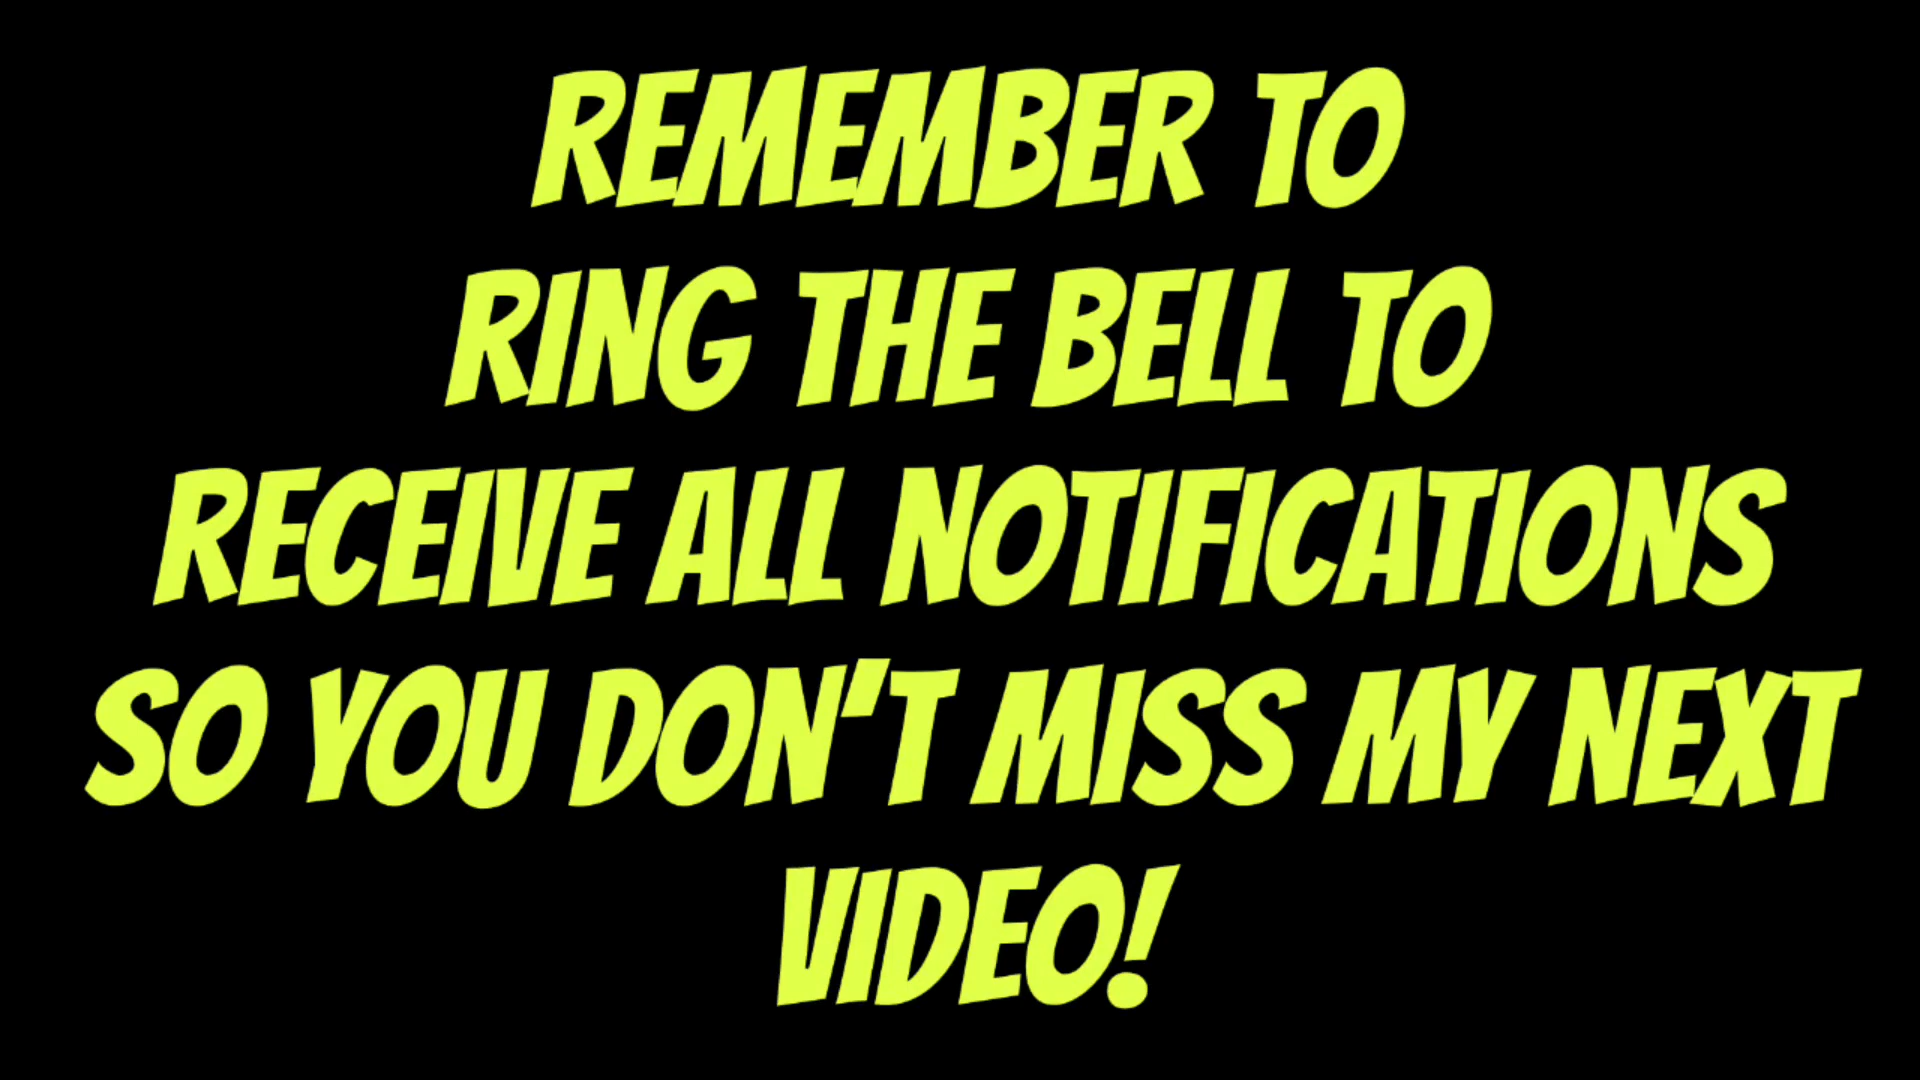 REMEMBER TO
RING THE BELL TO
RECEIVE ALL NOTIFICATIONS
SO YOU DON'T MISS MY NEXT
VIDEO!